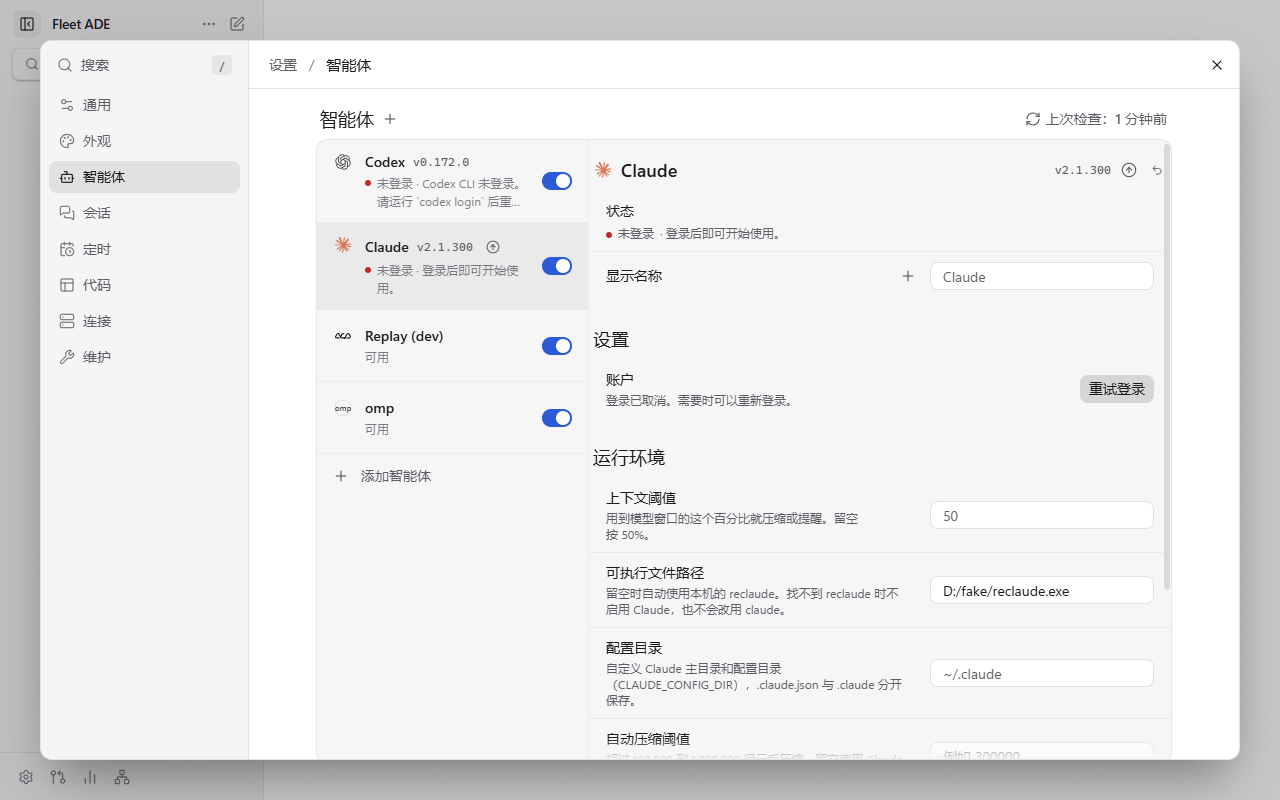 Fleet ADE
搜索
/
通用
外观
智能体
会话
定时
代码
连接
维护
设置 / 智能体
智能体
上次检查：1 分钟前
Codex v0.172.0
未登录 · Codex CLI 未登录。
请运行 `codex login` 后重...
Claude v2.1.300
未登录 · 登录后即可开始使
用。
Replay (dev)
可用
omp
omp
可用
添加智能体
Claude
v2.1.300
状态
未登录 · 登录后即可开始使用。
显示名称
Claude
设置
账户
登录已取消。需要时可以重新登录。
重试登录
运行环境
上下文阈值
用到模型窗口的这个百分比就压缩或提醒。留空
按 50%。
50
可执行文件路径
留空时自动使用本机的 reclaude。找不到 reclaude 时不
启用 Claude，也不会改用 claude。
D:/fake/reclaude.exe
配置目录
自定义 Claude 主目录和配置目录
（CLAUDE_CONFIG_DIR），.claude.json 与 .claude 分开
保存。
~/.claude
自动压缩阈值
例如 300000